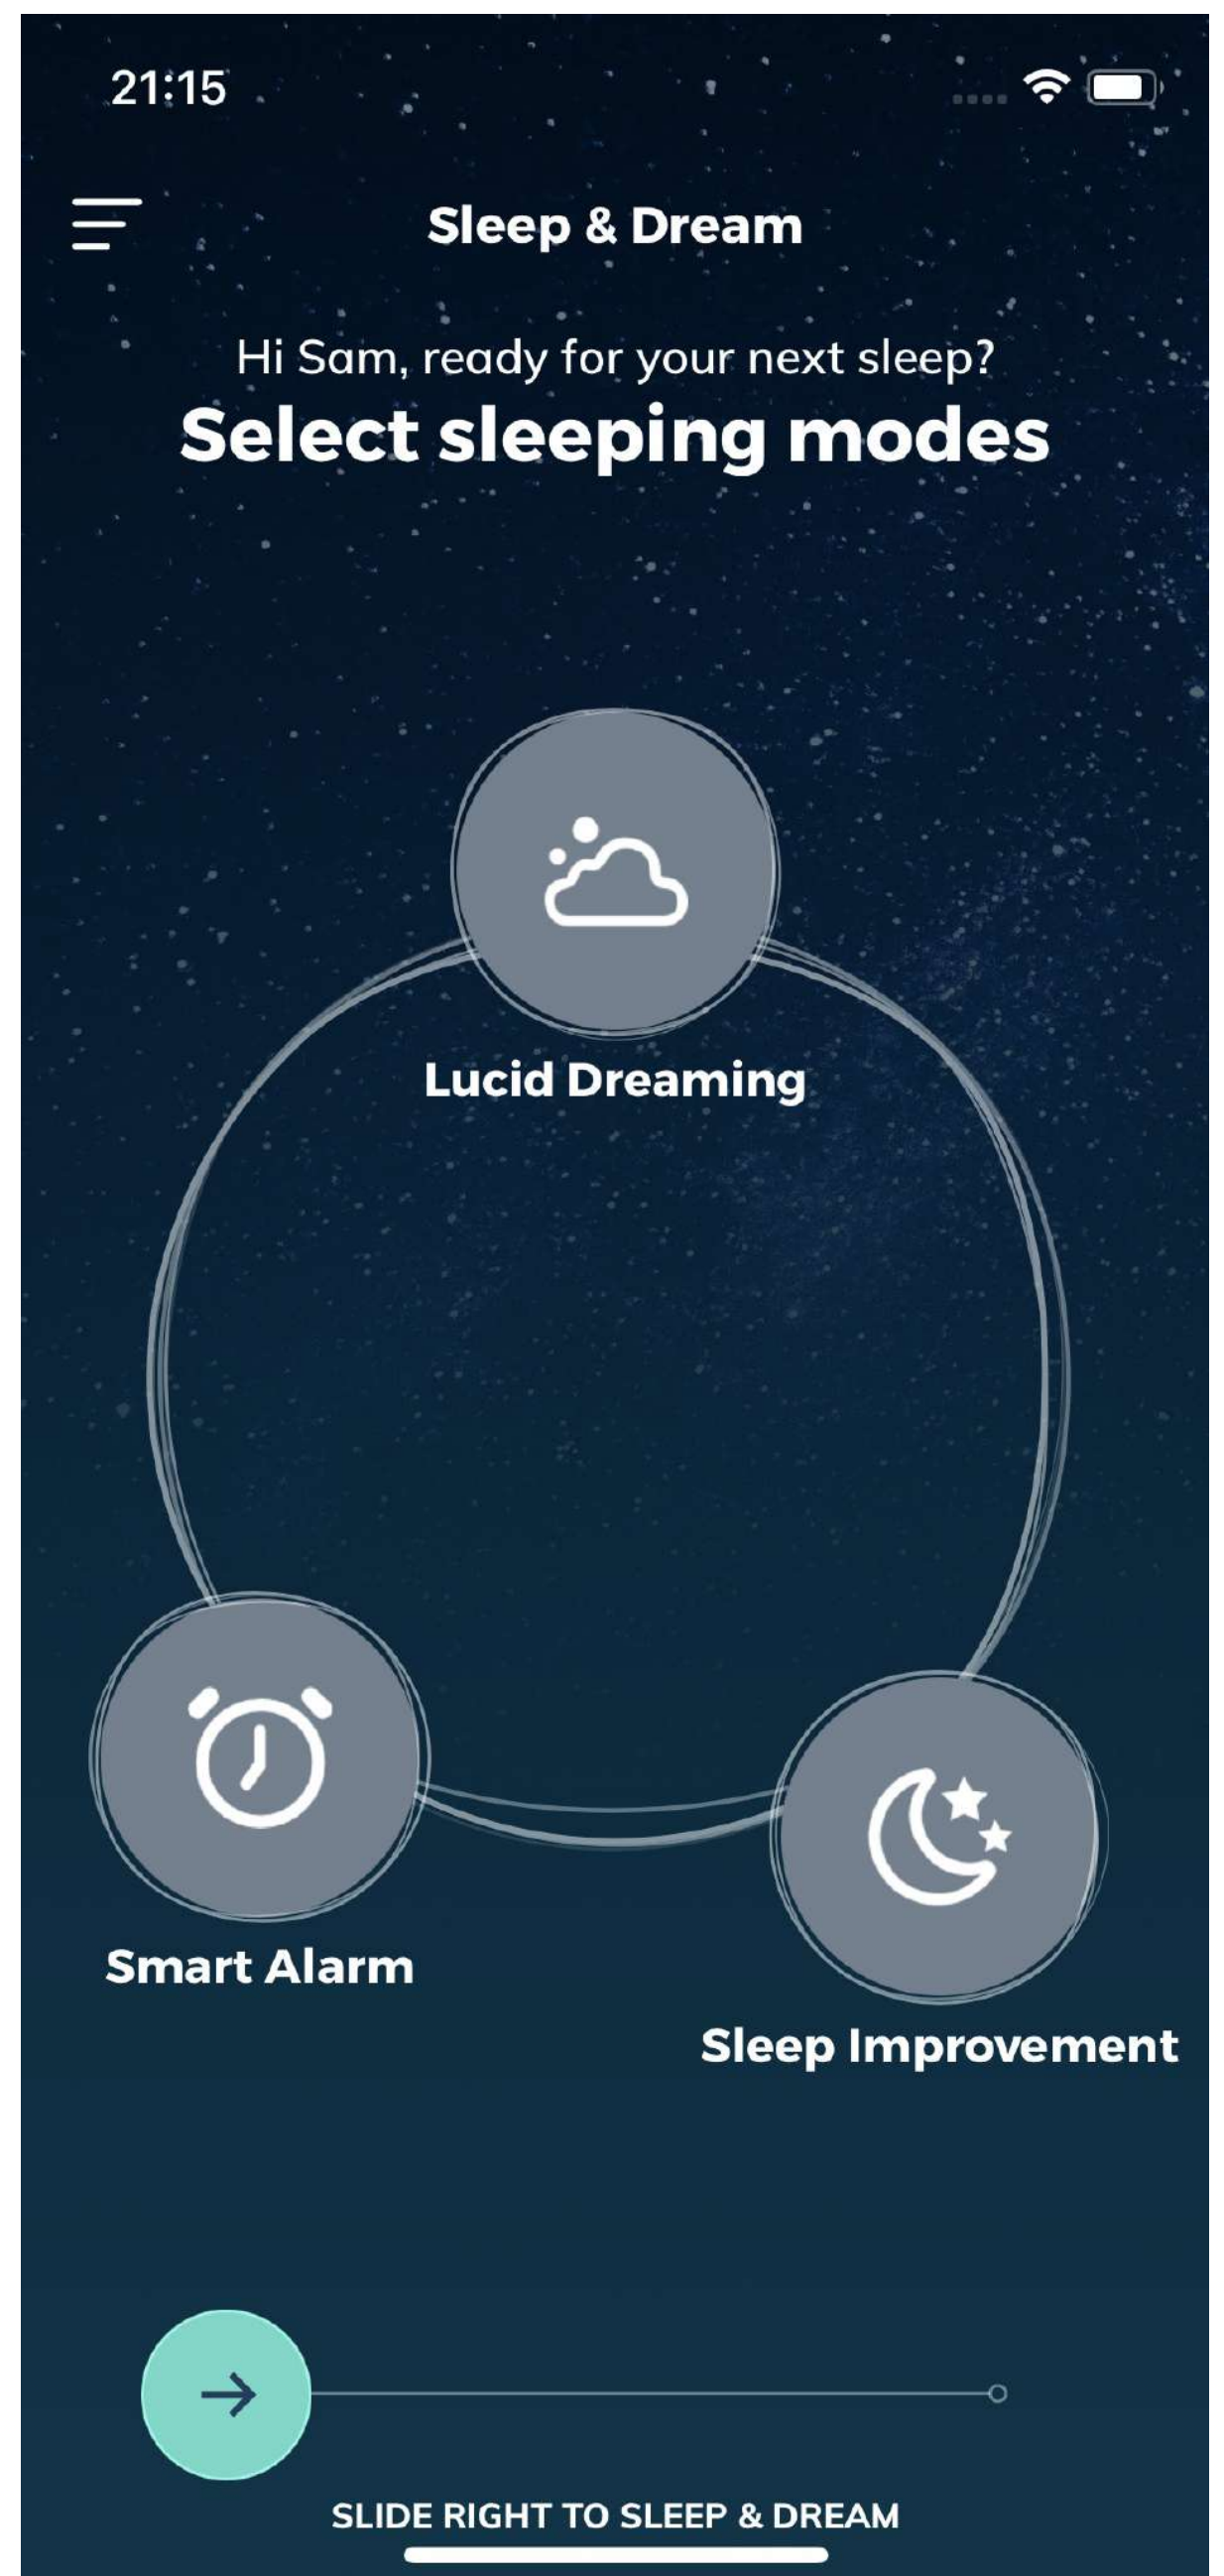 21:15
Sleep & Dream
Hi Sam, ready for your next sleep?
Select sleeping modes
Lucid Dreaming
Smart Alarm
Sleep Improvement
SLIDE RIGHT TO SLEEP & DREAM